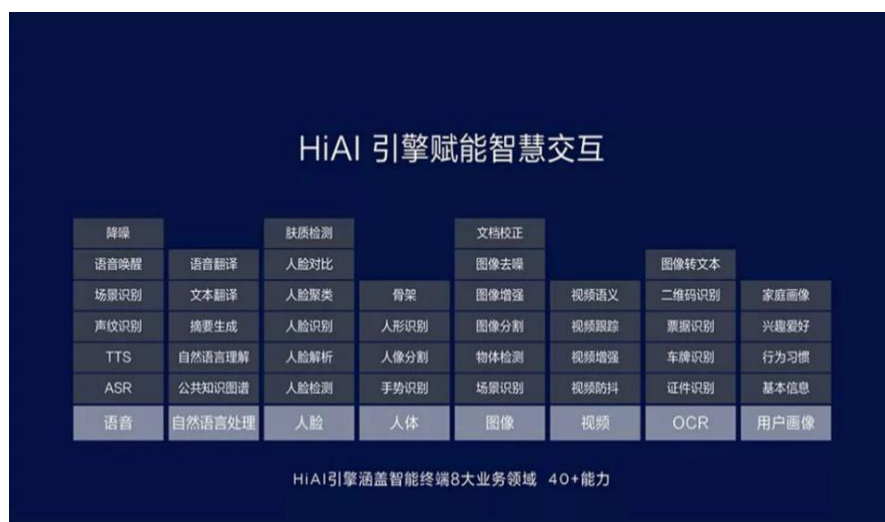 HiAI 引擎赋能智慧交互
降噪 肤质检测 文档校正
语音唤醒 语音翻译 人脸对比 图像去噪 图像转文本
场景识别 文本翻译 人脸聚类 骨架 图像增强 视频语义 二维码识别 家庭画像
声纹识别 摘要生成 人脸识别 人形识别 图像分割 视频跟踪 票据识别 兴趣爱好
TTS 自然语言理解 人脸解析 人像分割 物体检测 视频增强 车牌识别 行为习惯
ASR 公共知识图谱 人脸检测 手势识别 场景识别 视频防抖 证件识别 基本信息
语音 自然语言处理 人脸 人体 图像 视频 OCR 用户画像
HiAI引擎涵盖智能终端8大业务领域 40+能力